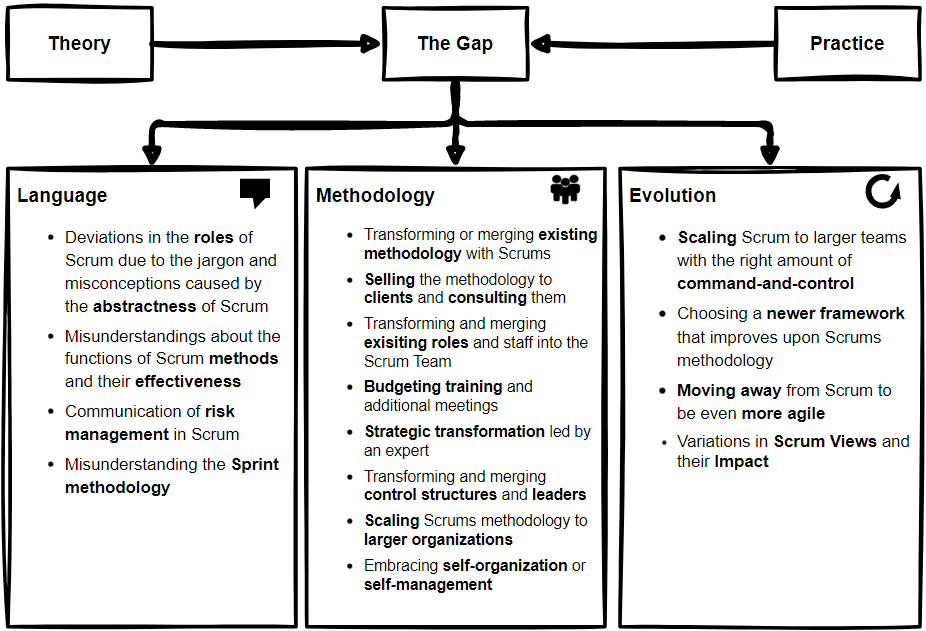 Theory
The Gap
Practice
Language
• Deviations in the roles of
Scrum due to the jargon and
misconceptions caused by
the abstractness of Scrum
• Misunderstandings about the
functions of Scrum methods
and their effectiveness
• Communication of risk
management in Scrum
• Misunderstanding the Sprint
methodology
Methodology
• Transforming or merging existing
methodology with Scrums
• Selling the methodology to
clients and consulting them
• Transforming and merging
exisiting roles and staff into the
Scrum Team
• Budgeting training and
additional meetings
• Strategic transformation led by
an expert
• Transforming and merging
control structures and leaders
• Scaling Scrums methodology to
larger organizations
• Embracing self-organization or
self-management
Evolution
• Scaling Scrum to larger teams
with the right amount of
command-and-control
• Choosing a newer framework
that improves upon Scrums
methodology
• Moving away from Scrum to
be even more agile
• Variations in Scrum Views and
their Impact